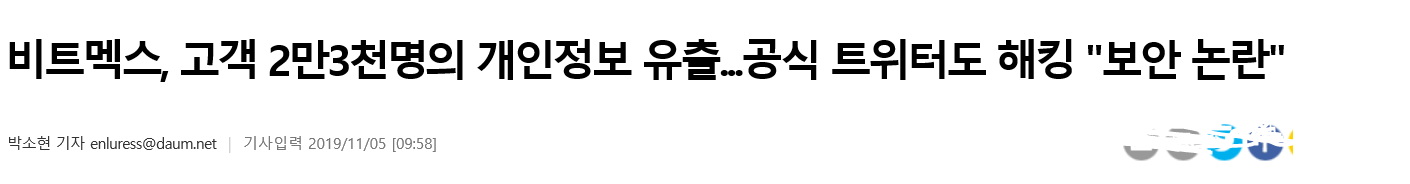 비트멕스, 고객 2만3천명의 개인정보 유출...공식 트위터도 해킹 "보안 논란"
박소현 기자 enluress@daum.net | 기사입력 2019/11/05 [09:58]